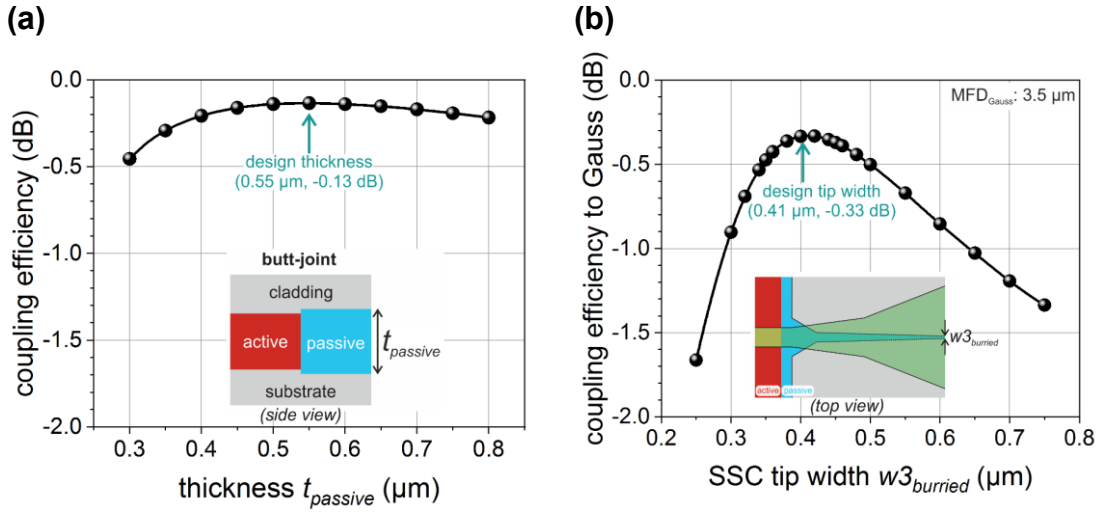 (a)
0.0
-0.5
-1.0
-1.5
-2.0
coupling efficiency (dB)
design thickness
(0.55 µm, -0.13 dB)
butt-joint
cladding
active
passive
t_passive
substrate
(side view)
0.3 0.4 0.5 0.6 0.7 0.8
thickness t_passive (µm)
(b)
0.0
-0.5
-1.0
-1.5
-2.0
coupling efficiency to Gauss (dB)
MFD_Gauss: 3.5 µm
design tip width
(0.41 µm, -0.33 dB)
w3_burried
active
passive
(top view)
0.2 0.3 0.4 0.5 0.6 0.7 0.8
SSC tip width w3_burried (µm)